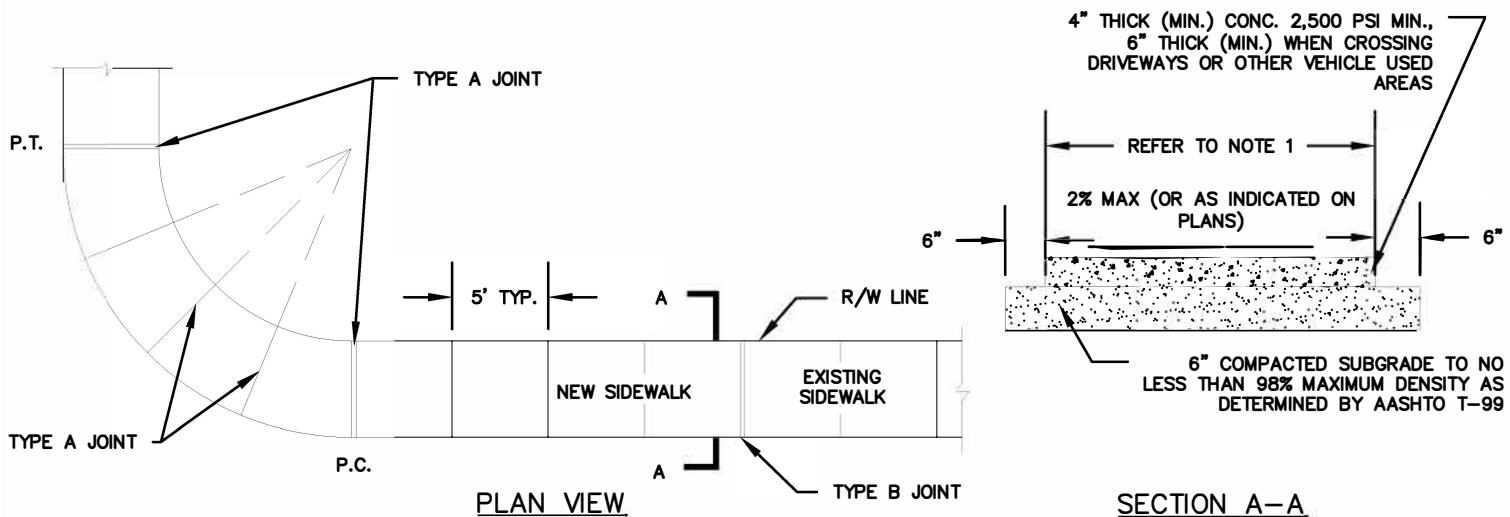 4" THICK (MIN.) CONC. 2,500 PSI MIN.,
6" THICK (MIN.) WHEN CROSSING
DRIVEWAYS OR OTHER VEHICLE USED
AREAS
TYPE A JOINT
P.T.
REFER TO NOTE 1
2% MAX (OR AS INDICATED ON
PLANS)
6"
6"
5' TYP.
A
R/W LINE
NEW SIDEWALK
EXISTING
SIDEWALK
6" COMPACTED SUBGRADE TO NO
LESS THAN 98% MAXIMUM DENSITY AS
DETERMINED BY AASHTO T-99
TYPE A JOINT
P.C.
A
TYPE B JOINT
PLAN VIEW
SECTION A-A